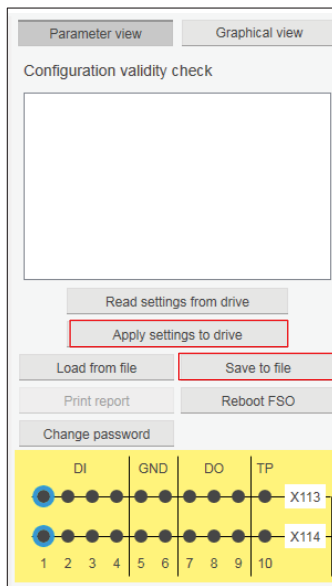 Parameter view Graphical view
Configuration validity check
Read settings from drive
Apply settings to drive
Load from file Save to file
Print report Reboot FSO
Change password
DI GND DO TP
X113
X114
1 2 3 4 5 6 7 8 9 10